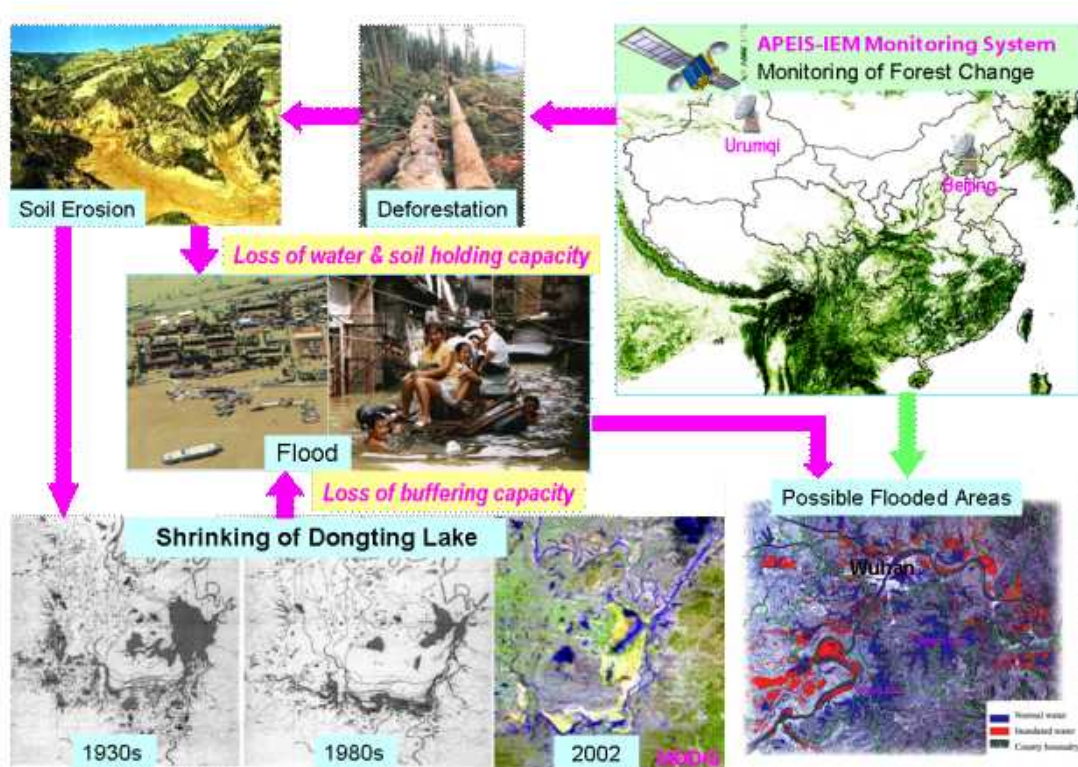 APEIS-IEM Monitoring System
Monitoring of Forest Change
Urumqi
Beijing
Soil Erosion
Deforestation
Loss of water & soil holding capacity
Flood
Loss of buffering capacity
Possible Flooded Areas
Shrinking of Dongting Lake
Wuhan
1930s
1980s
2002
MODIS
Normal water
Inundated water
County boundary